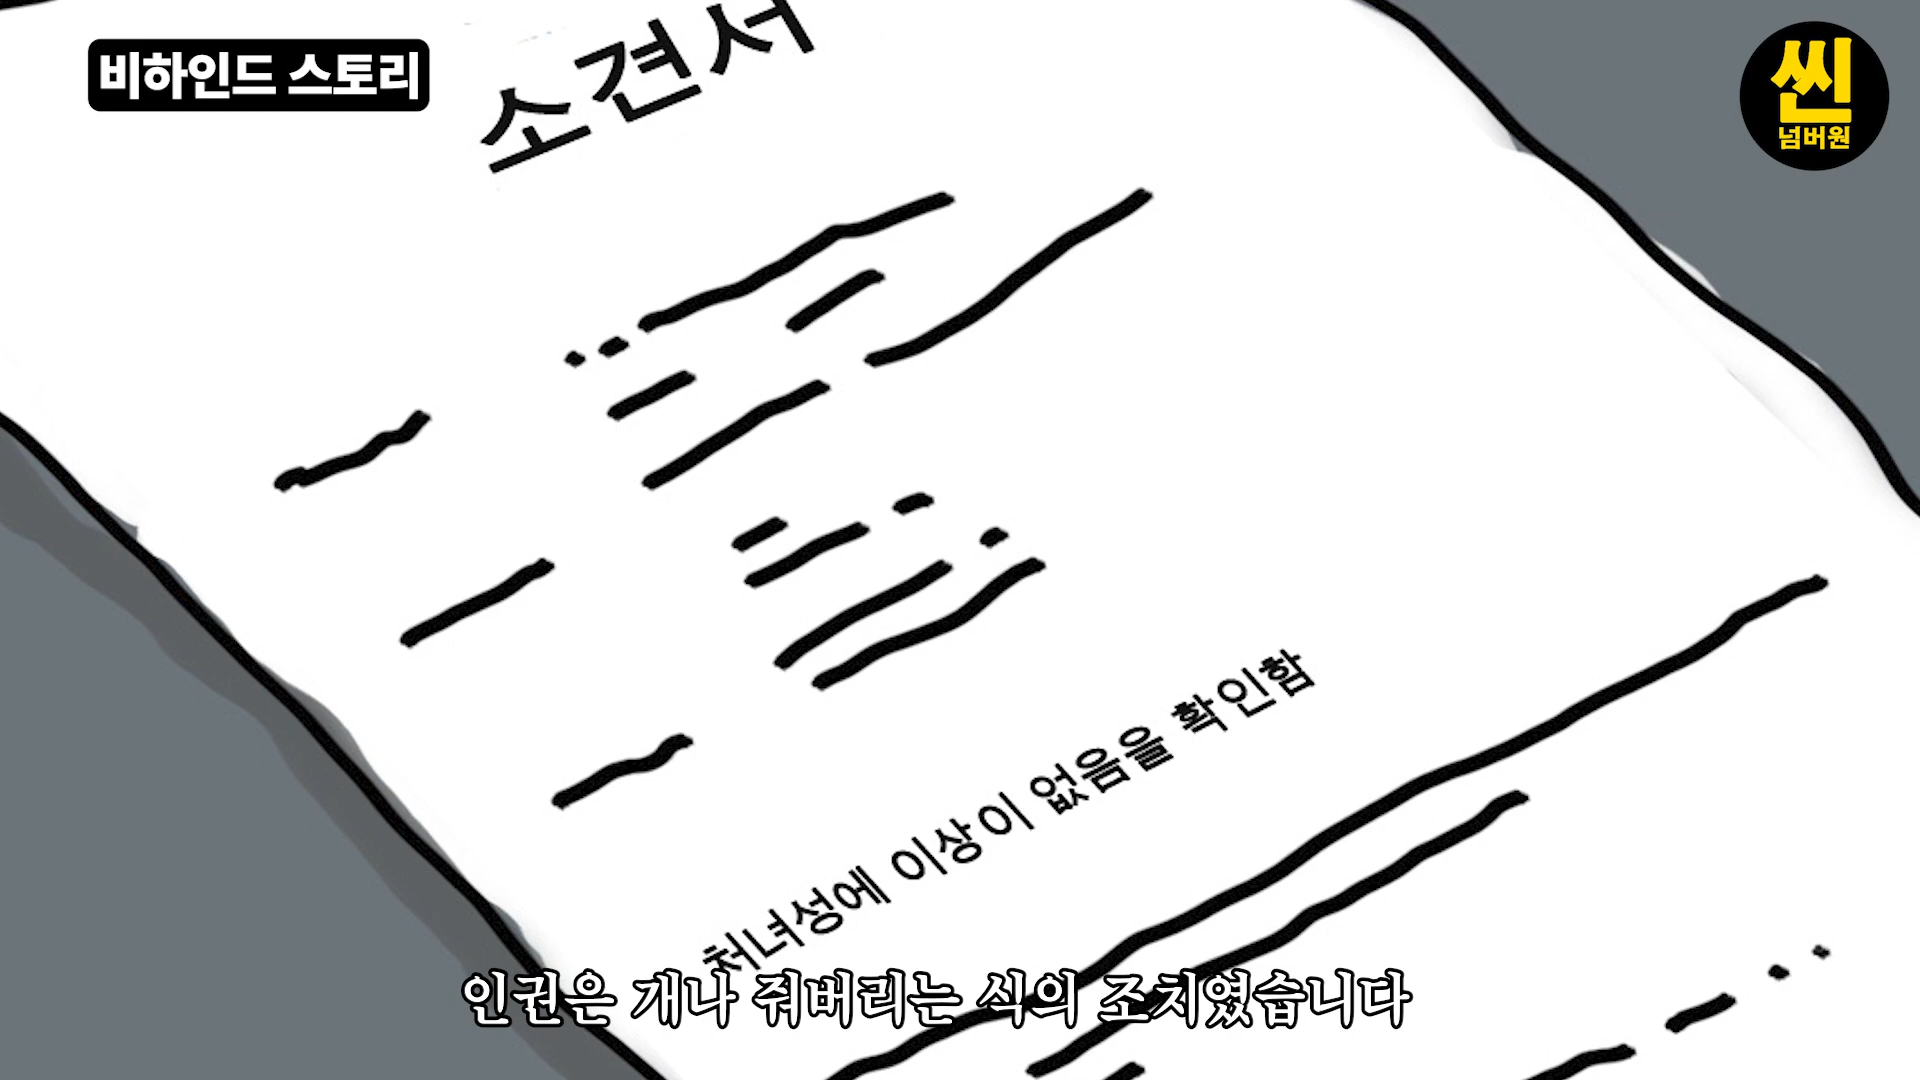 비하인드 스토리
씬
넘버원
소견서
처녀성에 이상이 없음을 확인함
인권은 개나 줘버리는 식의 조치였습니다